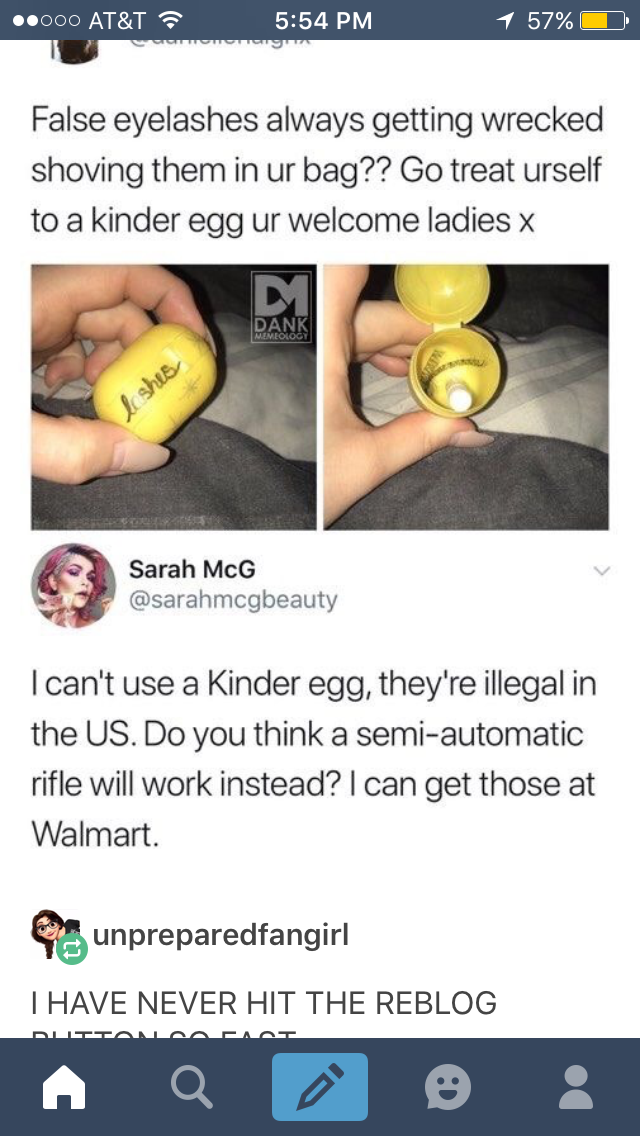 AT&T 5:54 PM 57%
False eyelashes always getting wrecked
shoving them in ur bag?? Go treat urself
to a kinder egg ur welcome ladies x
DANK
MEMEOLOGY
lashes
Sarah McG
@sarahmcgbeauty
I can't use a Kinder egg, they're illegal in
the US. Do you think a semi-automatic
rifle will work instead? I can get those at
Walmart.
unpreparedfangirl
I HAVE NEVER HIT THE REBLOG
BUTTON SO FAST